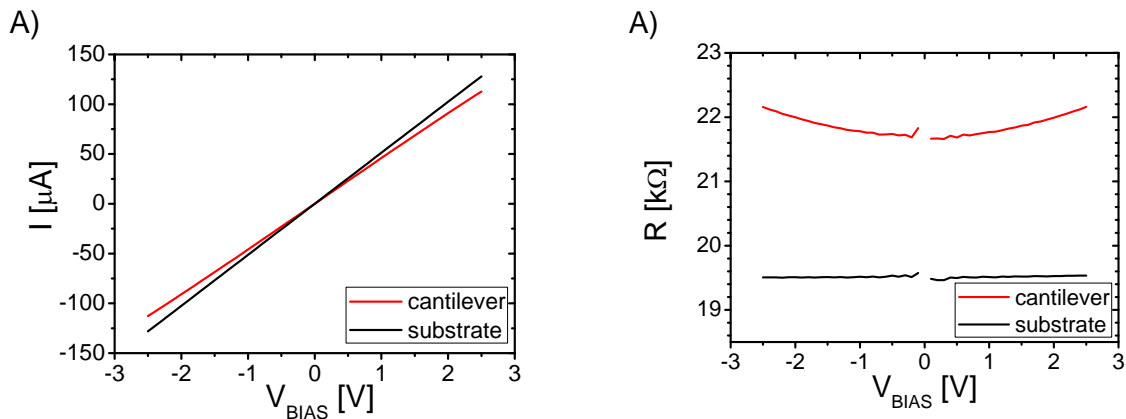 A)
150
100
50
0
-50
-100
-150
I [μA]
-3 -2 -1 0 1 2 3
V_BIAS [V]
cantilever
substrate
A)
23
22
21
20
19
R [kΩ]
-3 -2 -1 0 1 2 3
V_BIAS [V]
cantilever
substrate